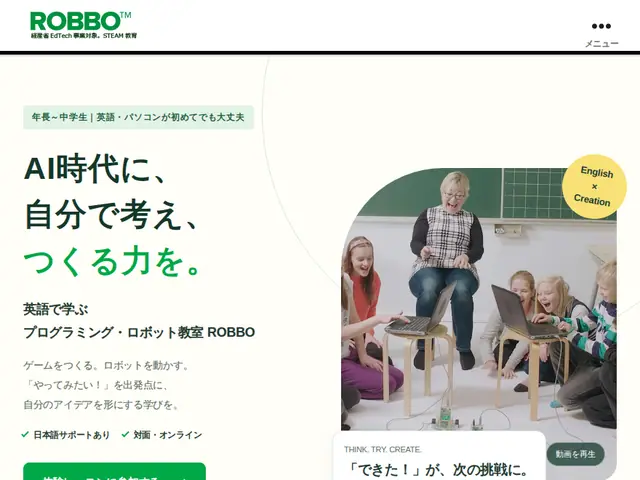 ROBBO™
経産省 EdTech 事業対象。STEAM 教育
メニュー
年長～中学生｜英語・パソコンが初めてでも大丈夫
AI時代に、
自分で考え、
つくる力を。
英語で学ぶ
プログラミング・ロボット教室 ROBBO
ゲームをつくる。ロボットを動かす。
「やってみたい！」を出発点に、
自分のアイデアを形にする学びを。
日本語サポートあり
対面・オンライン
English
×
Creation
THINK. TRY. CREATE.
「できた！」が、次の挑戦に。
動画を再生